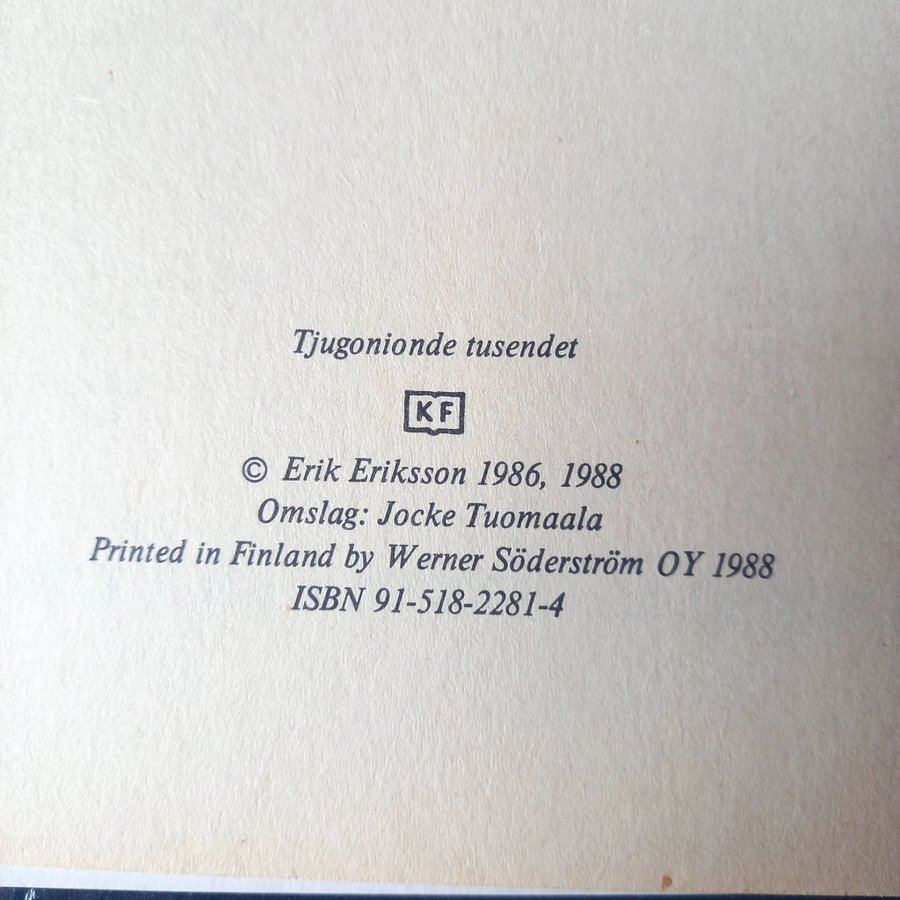 Tjugonionde tusendet
KF
© Erik Eriksson 1986, 1988
Omslag: Jocke Tuomaala
Printed in Finland by Werner Söderström OY 1988
ISBN 91-518-2281-4